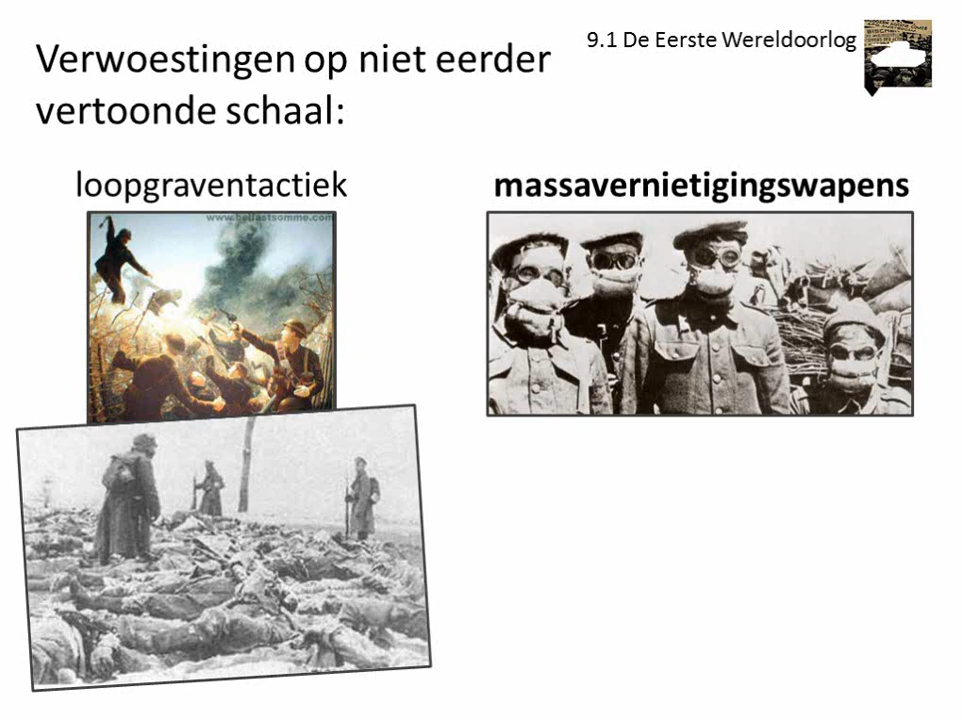 9.1 De Eerste Wereldoorlog
Verwoestingen op niet eerder
vertoonde schaal:
loopgraventactiek
massavernietigingswapens
www.belfastsomme.com